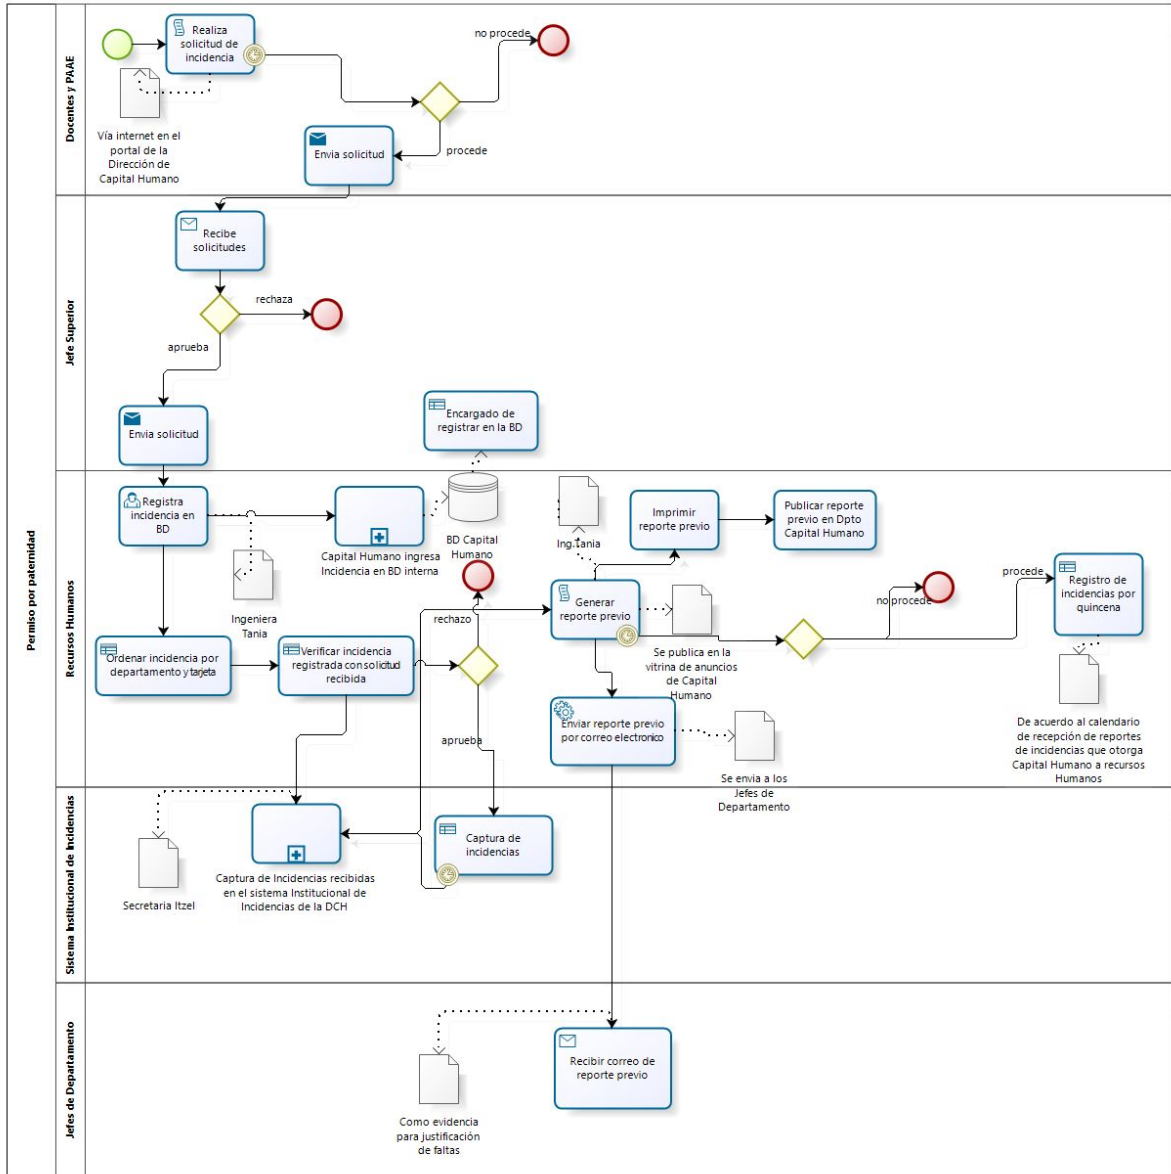 Permiso por paternidad
Docentes y PAAE
Realiza
solicitud de
incidencia
no procede
Vía internet en el
portal de la
Dirección de
Capital Humano
Envia solicitud
procede
Jefe Superior
Recibe
solicitudes
rechaza
aprueba
Envia solicitud
Encargado de
registrar en la BD
Recursos Humanos
Registra
incidencia en
BD
Ingeniera
Tania
Capital Humano ingresa
Incidencia en BD interna
BD Capital
Humano
Ing.Tania
Imprimir
reporte previo
Publicar reporte
previo en Dpto
Capital Humano
Ordenar incidencia por
departamento y tarjeta
Verificar incidencia
registrada con solicitud
recibida
rechazo
aprueba
Generar
reporte previo
Se publica en la
vitrina de anuncios
de Capital
Humano
no procede
procede
Registro de
incidencias por
quincena
De acuerdo al calendario
de recepción de reportes
de incidencias que otorga
Capital Humano a recursos
Humanos
Enviar reporte previo
por correo electronico
Se envia a los
Jefes de
Departamento
Sistema Institucional de Incidencias
Secretaria Itzel
Captura de Incidencias recibidas
en el sistema Institucional de
Incidencias de la DCH
Captura de
incidencias
Jefes de Departamento
Como evidencia
para justificación
de faltas
Recibir correo de
reporte previo